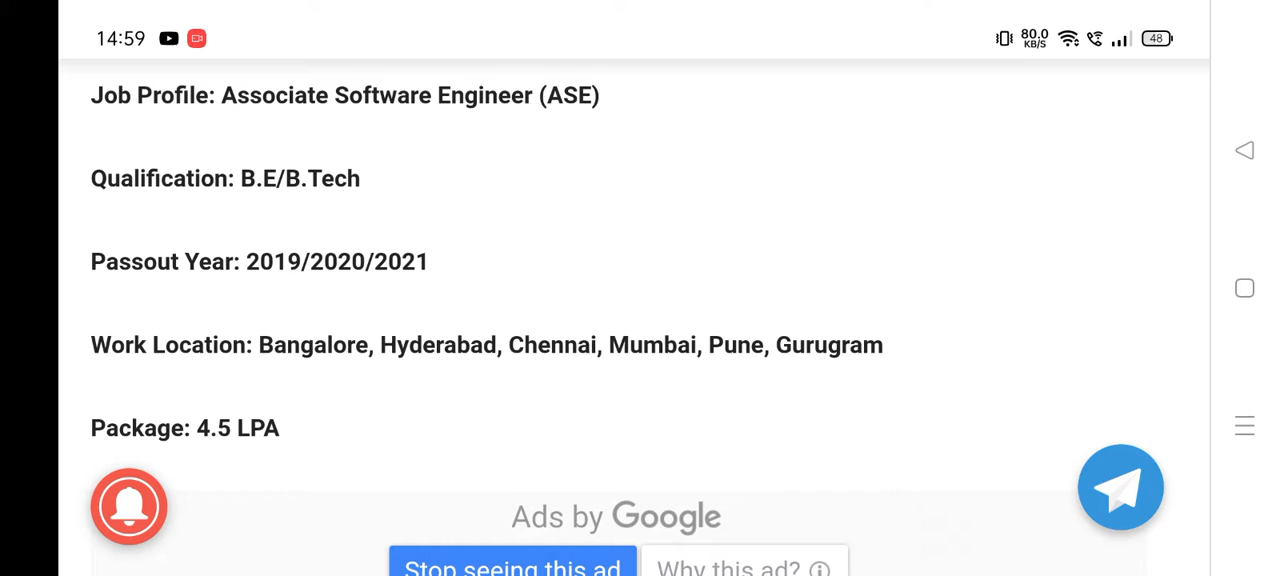 14:59
80.0
KB/S
48
Job Profile: Associate Software Engineer (ASE)
Qualification: B.E/B.Tech
Passout Year: 2019/2020/2021
Work Location: Bangalore, Hyderabad, Chennai, Mumbai, Pune, Gurugram
Package: 4.5 LPA
Ads by Google
Stop seeing this ad
Why this ad?